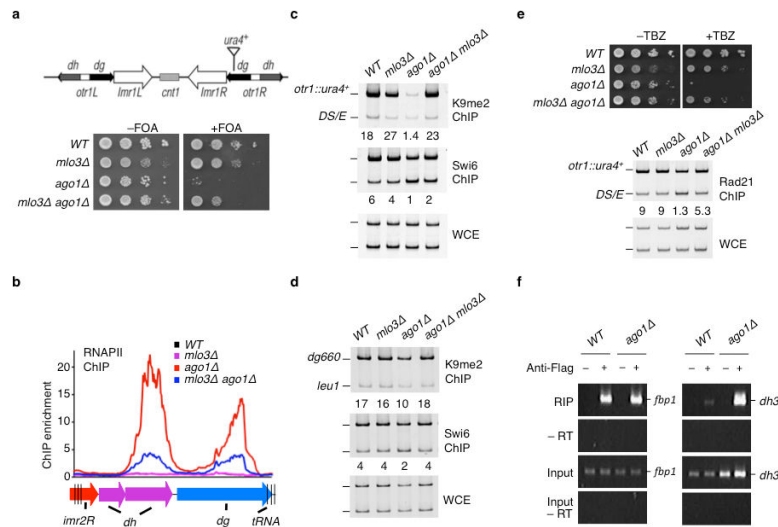 a
ura4⁺
dh dg dg dh
otr1L Imr1L cnt1 Imr1R otr1R
–FOA +FOA
WT
mlo3Δ
ago1Δ
mlo3Δ ago1Δ
b
RNAPII
ChIP
WT
mlo3Δ
ago1Δ
mlo3Δ ago1Δ
ChIP enrichment
20
15
10
5
0
imr2R dh dg tRNA
c
WT mlo3Δ ago1Δ ago1Δ mlo3Δ
otr1::ura4⁺
DS/E
K9me2
ChIP
18 27 1.4 23
Swi6
ChIP
6 4 1 2
WCE
d
WT mlo3Δ ago1Δ ago1Δ mlo3Δ
dg660
leu1
K9me2
ChIP
17 16 10 18
Swi6
ChIP
4 4 2 4
WCE
e
–TBZ +TBZ
WT
mlo3Δ
ago1Δ
mlo3Δ ago1Δ
WT mlo3Δ ago1Δ ago1Δ mlo3Δ
otr1::ura4⁺
DS/E
Rad21
ChIP
9 9 1.3 5.3
WCE
f
WT ago1Δ WT ago1Δ
Anti-Flag – + – + – + – +
RIP fbp1 dh3
– RT
Input fbp1 dh3
Input
– RT